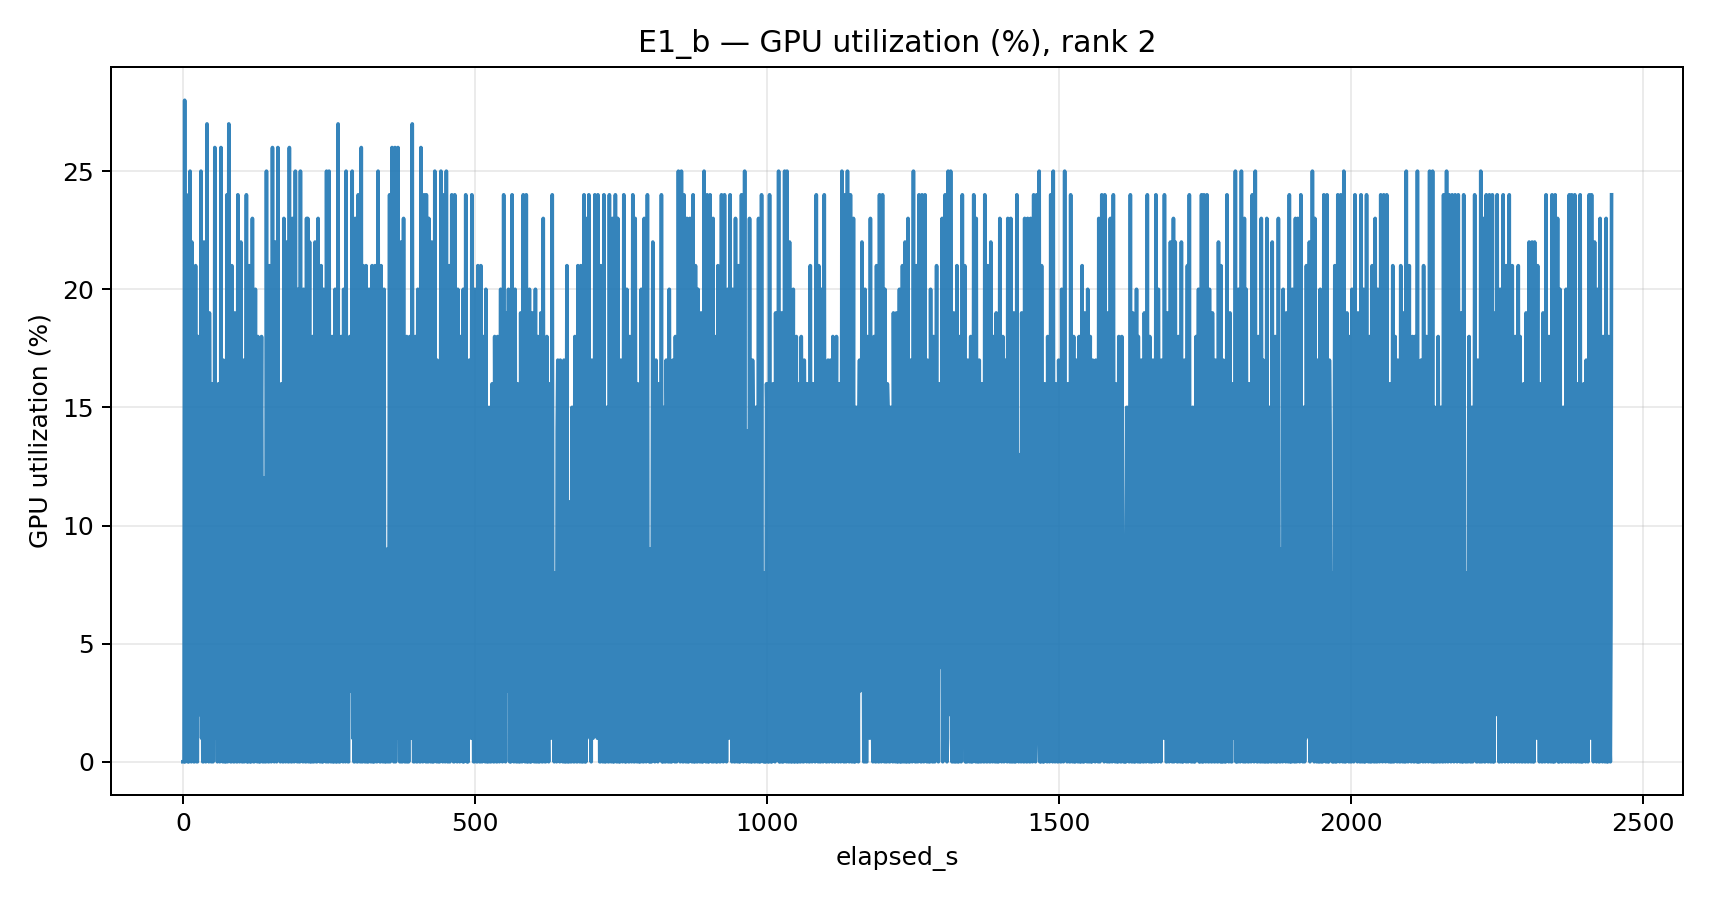 E1_b — GPU utilization (%), rank 2
GPU utilization (%)
25
20
15
10
5
0
0 500 1000 1500 2000 2500
elapsed_s